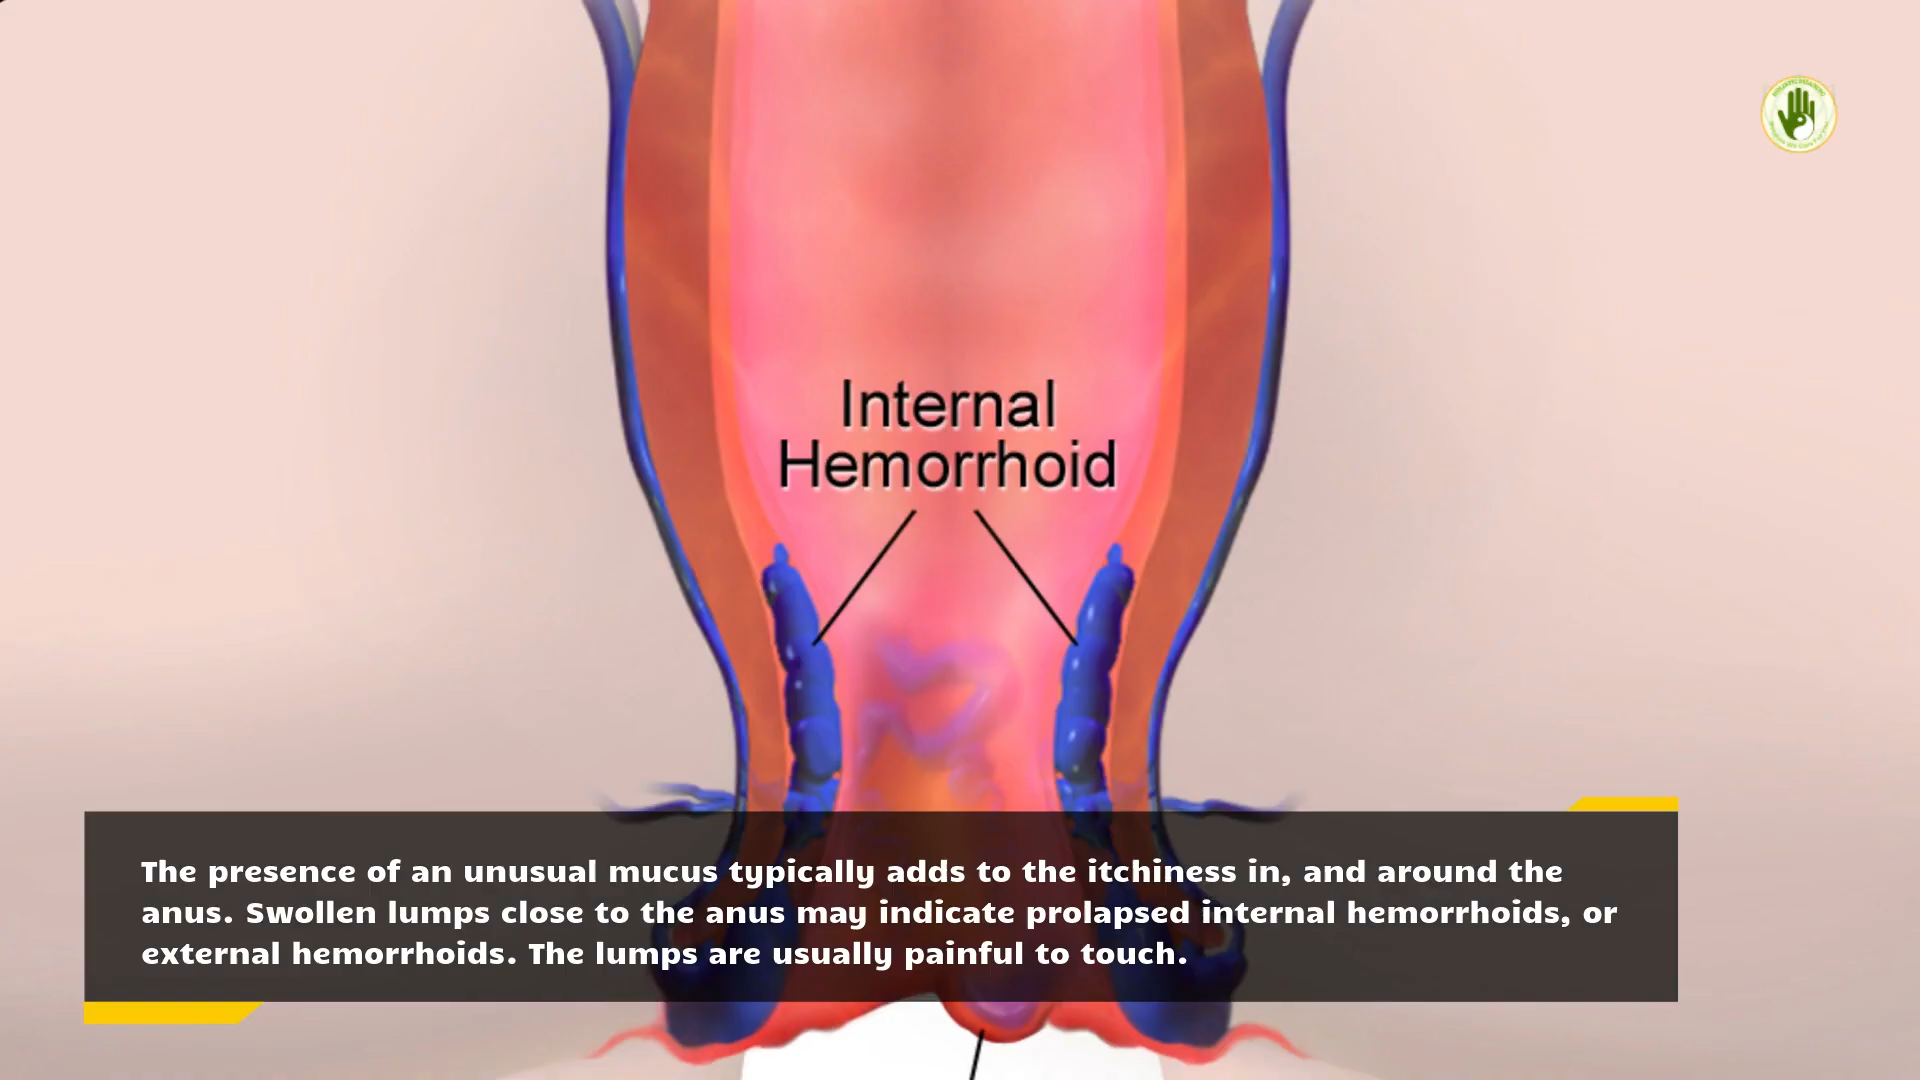 Internal
Hemorrhoid
The presence of an unusual mucus typically adds to the itchiness in, and around the
anus. Swollen lumps close to the anus may indicate prolapsed internal hemorrhoids, or
external hemorrhoids. The lumps are usually painful to touch.